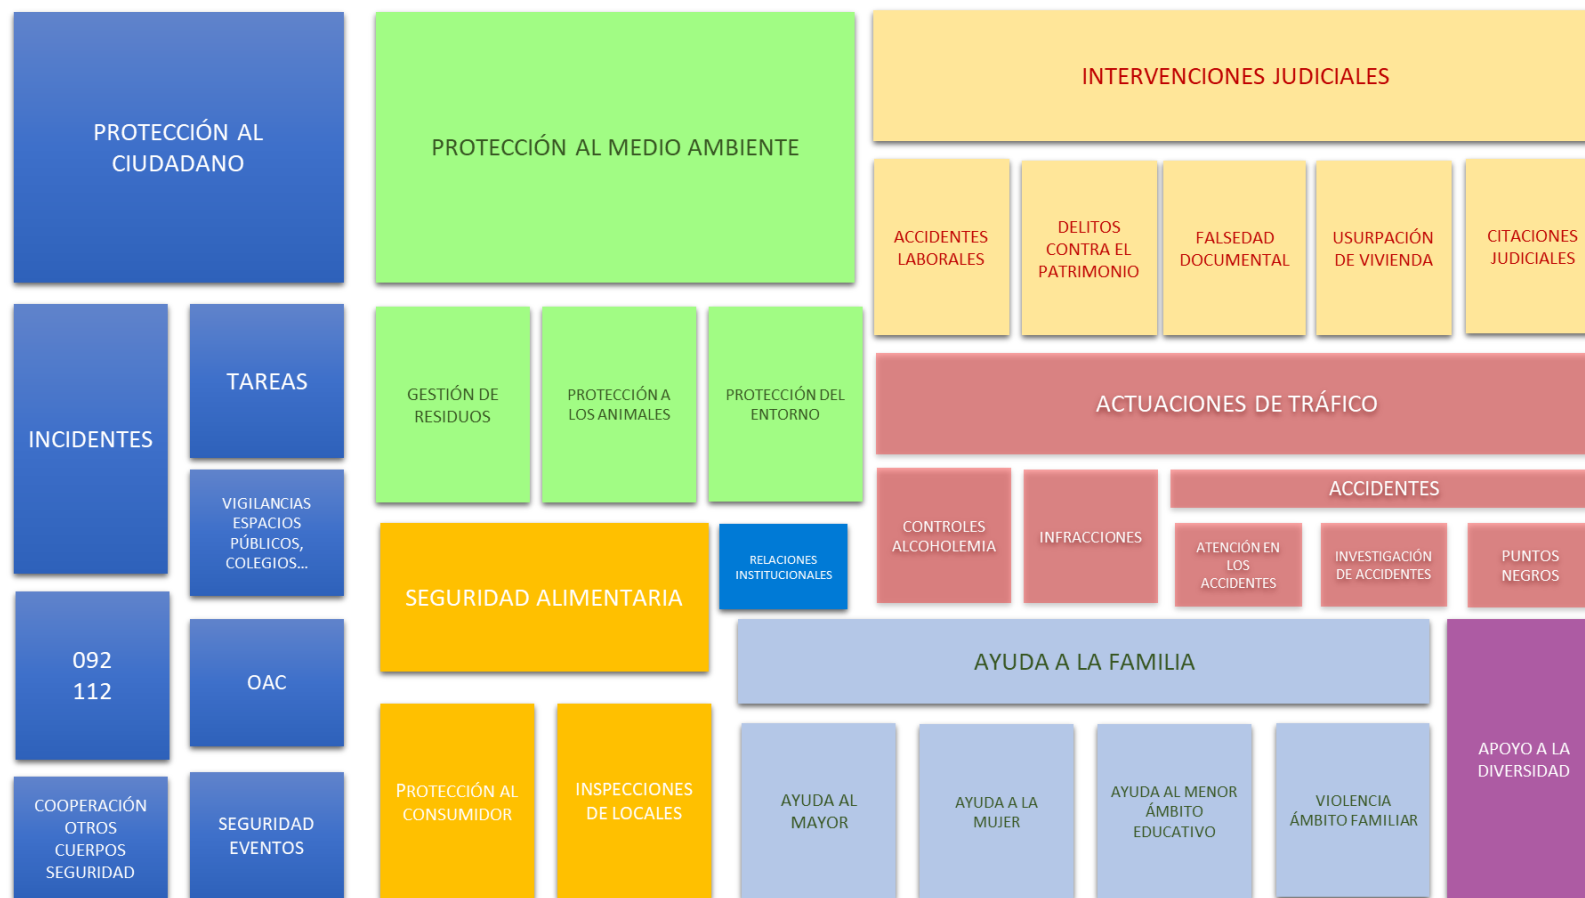 PROTECCIÓN AL
CIUDADANO
INCIDENTES
TAREAS
VIGILANCIAS
ESPACIOS
PÚBLICOS,
COLEGIOS...
092
112
OAC
COOPERACIÓN
OTROS
CUERPOS
SEGURIDAD
SEGURIDAD
EVENTOS
PROTECCIÓN AL MEDIO AMBIENTE
GESTIÓN DE
RESIDUOS
PROTECCIÓN A
LOS ANIMALES
PROTECCIÓN DEL
ENTORNO
SEGURIDAD ALIMENTARIA
RELACIONES
INSTITUCIONALES
PROTECCIÓN AL
CONSUMIDOR
INSPECCIONES
DE LOCALES
INTERVENCIONES JUDICIALES
ACCIDENTES
LABORALES
DELITOS
CONTRA EL
PATRIMONIO
FALSEDAD
DOCUMENTAL
USURPACIÓN
DE VIVIENDA
CITACIONES
JUDICIALES
ACTUACIONES DE TRÁFICO
CONTROLES
ALCOHOLEMIA
INFRACCIONES
ACCIDENTES
ATENCIÓN EN
LOS
ACCIDENTES
INVESTIGACIÓN
DE ACCIDENTES
PUNTOS
NEGROS
AYUDA A LA FAMILIA
AYUDA AL
MAYOR
AYUDA A LA
MUJER
AYUDA AL MENOR
ÁMBITO
EDUCATIVO
VIOLENCIA
ÁMBITO FAMILIAR
APOYO A LA
DIVERSIDAD